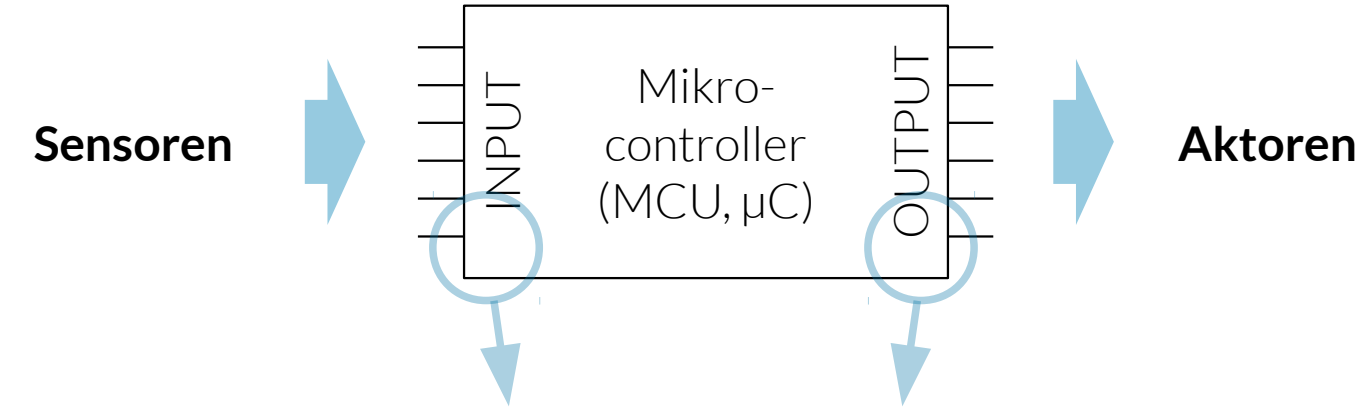 Sensoren
INPUT
Mikro-
controller
(MCU, µC)
OUTPUT
Aktoren